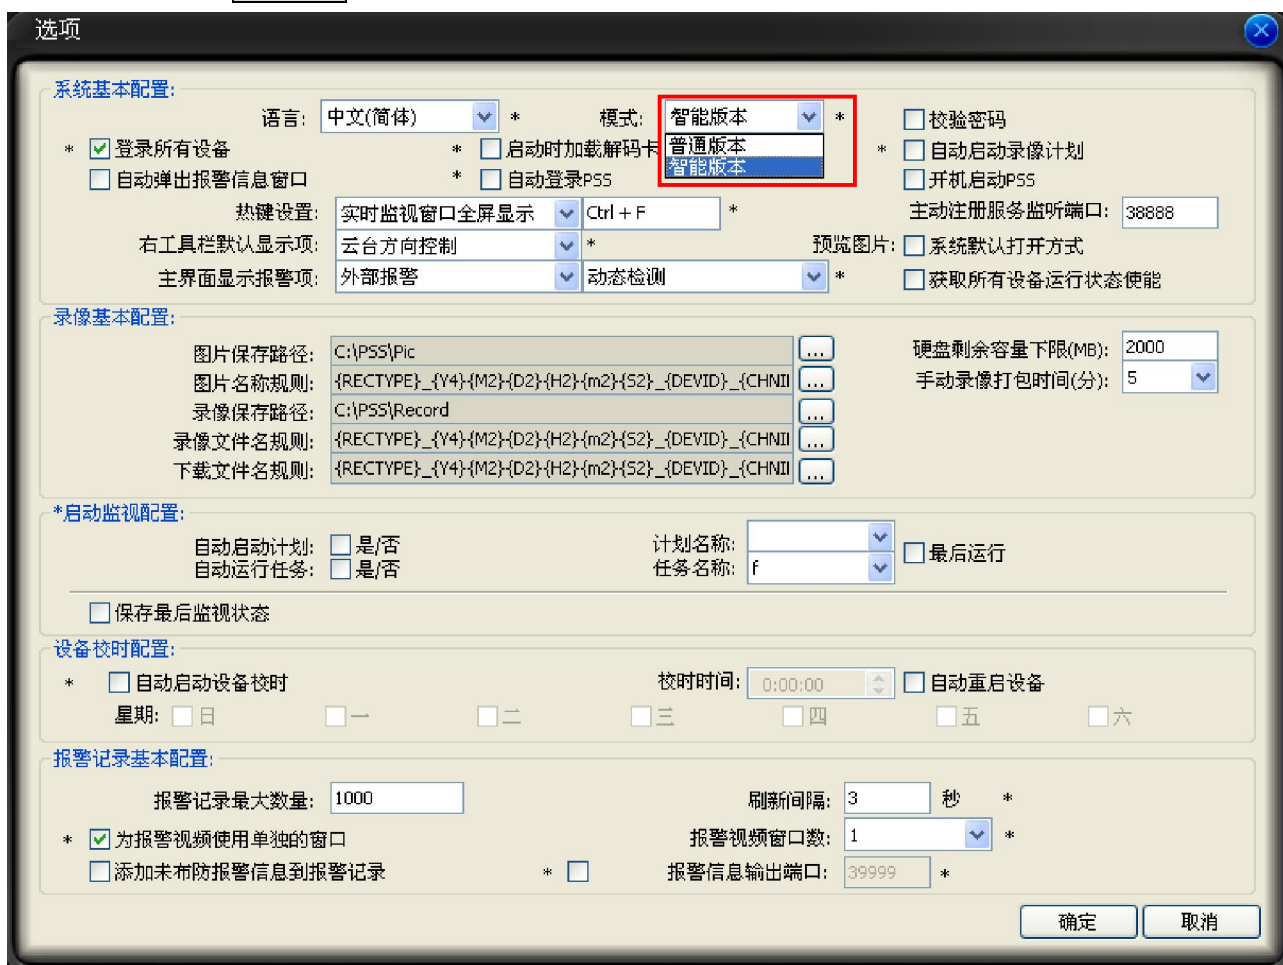 选项
系统基本配置:
语言: 中文(简体) * 模式: 智能版本 * 校验密码
普通版本
智能版本
* 登录所有设备 * 启动时加载解码卡 * 自动启动录像计划
自动弹出报警信息窗口 * 自动登录PSS 开机启动PSS
热键设置: 实时监视窗口全屏显示 Ctrl + F * 主动注册服务监听端口: 38888
右工具栏默认显示项: 云台方向控制 * 预览图片: 系统默认打开方式
主界面显示报警项: 外部报警 动态检测 * 获取所有设备运行状态使能
录像基本配置:
图片保存路径: C:\PSS\Pic ... 硬盘剩余容量下限(MB): 2000
图片名称规则: {RECTYPE}_{Y4}{M2}{D2}{H2}{m2}{S2}_{DEVID}_{CHNI ... 手动录像打包时间(分): 5
录像保存路径: C:\PSS\Record ...
录像文件名规则: {RECTYPE}_{Y4}{M2}{D2}{H2}{m2}{S2}_{DEVID}_{CHNI ...
下载文件名规则: {RECTYPE}_{Y4}{M2}{D2}{H2}{m2}{S2}_{DEVID}_{CHNI ...
*启动监视配置:
自动启动计划: 是/否 计划名称: 最后运行
自动运行任务: 是/否 任务名称: f
保存最后监视状态
设备校时配置:
* 自动启动设备校时 校时时间: 0:00:00 自动重启设备
星期: 日 一 二 三 四 五 六
报警记录基本配置:
报警记录最大数量: 1000 刷新间隔: 3 秒 *
* 为报警视频使用单独的窗口 报警视频窗口数: 1 *
添加未布防报警信息到报警记录 * 报警信息输出端口: 39999 *
确定 取消